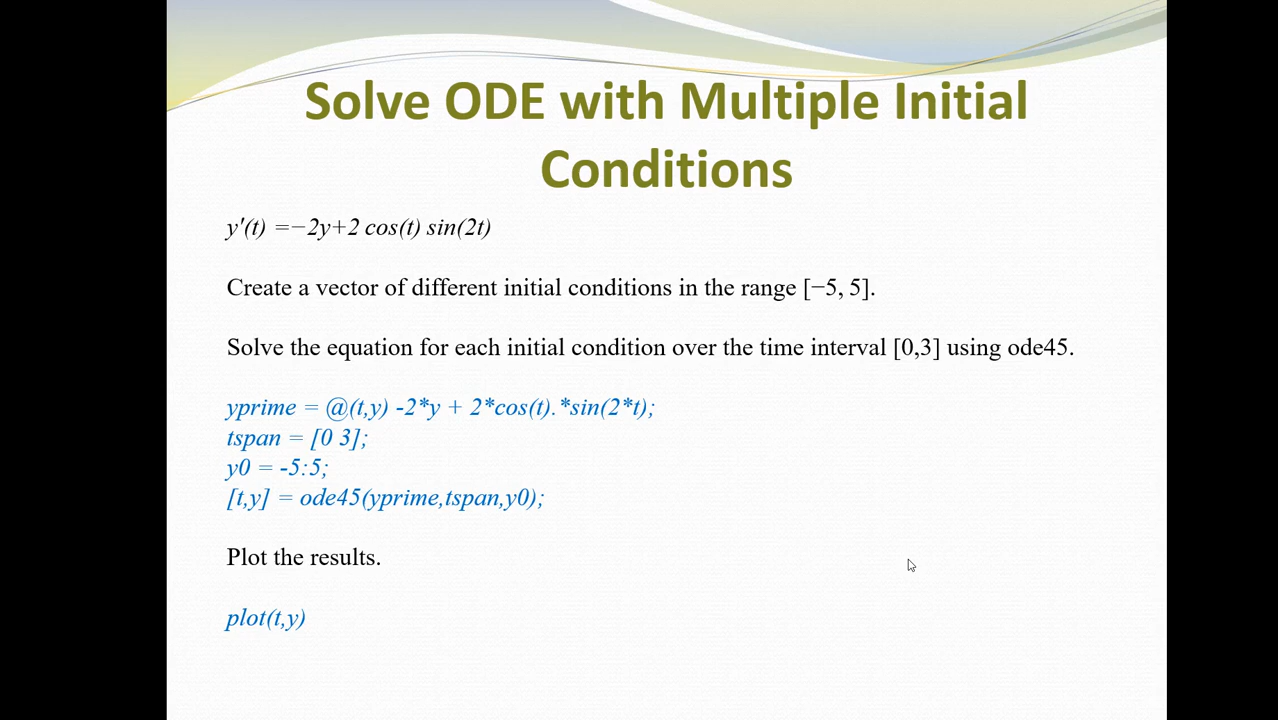 Solve ODE with Multiple Initial
Conditions
y'(t) =−2y+2 cos(t) sin(2t)
Create a vector of different initial conditions in the range [−5, 5].
Solve the equation for each initial condition over the time interval [0,3] using ode45.
yprime = @(t,y) -2*y + 2*cos(t).*sin(2*t);
tspan = [0 3];
y0 = -5:5;
[t,y] = ode45(yprime,tspan,y0);
Plot the results.
plot(t,y)